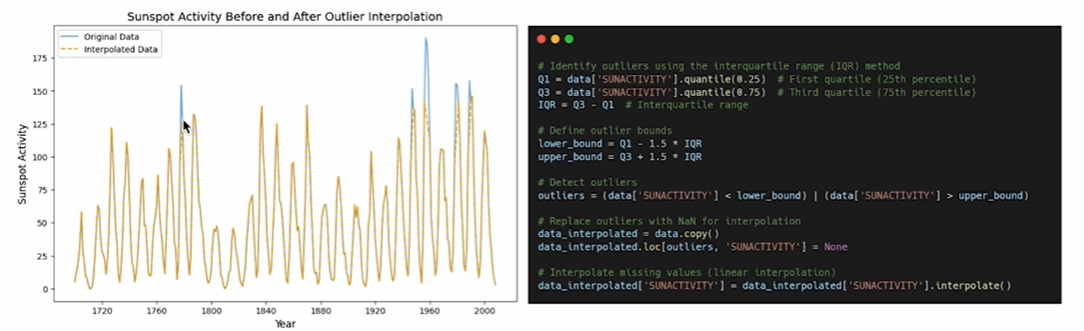 Sunspot Activity Before and After Outlier Interpolation
Original Data
Interpolated Data
Sunspot Activity
175
150
125
100
75
50
25
0
1720 1760 1800 1840 1880 1920 1960 2000
Year
# Identify outliers using the interquartile range (IQR) method
Q1 = data['SUNACTIVITY'].quantile(0.25)  # First quartile (25th percentile)
Q3 = data['SUNACTIVITY'].quantile(0.75)  # Third quartile (75th percentile)
IQR = Q3 - Q1  # Interquartile range
# Define outlier bounds
lower_bound = Q1 - 1.5 * IQR
upper_bound = Q3 + 1.5 * IQR
# Detect outliers
outliers = (data['SUNACTIVITY'] < lower_bound) | (data['SUNACTIVITY'] > upper_bound)
# Replace outliers with NaN for interpolation
data_interpolated = data.copy()
data_interpolated.loc[outliers, 'SUNACTIVITY'] = None
# Interpolate missing values (linear interpolation)
data_interpolated['SUNACTIVITY'] = data_interpolated['SUNACTIVITY'].interpolate()